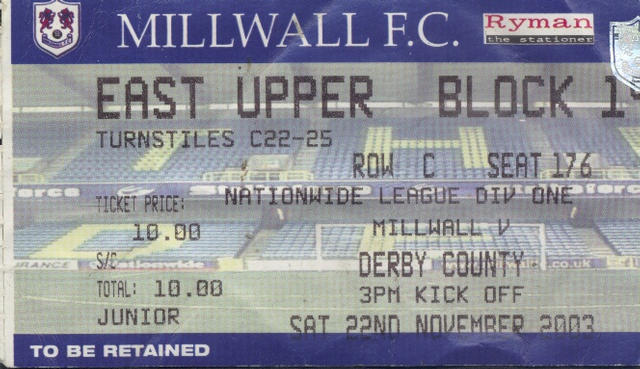 MILLWALL F.C.
Ryman
the stationer
EAST UPPER BLOCK
TURNSTILES C22-25
ROW C SEAT 176
NATIONWIDE LEAGUE DIV ONE
TICKET PRICE:
10.00
MILLWALL V
S/C
DERBY COUNTY
TOTAL: 10.00
3PM KICK OFF
JUNIOR
SAT 22ND NOVEMBER 2003
TO BE RETAINED